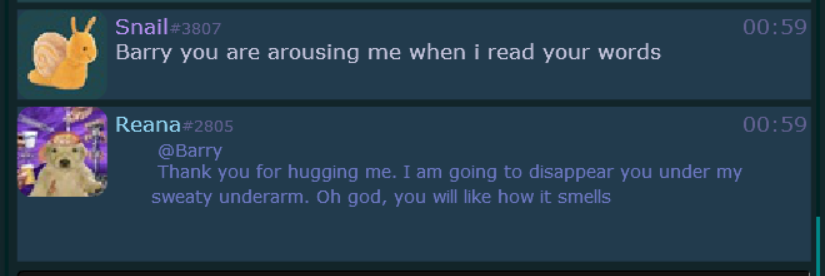 Snail#3807 00:59
Barry you are arousing me when i read your words
Reana#2805 00:59
@Barry
Thank you for hugging me. I am going to disappear you under my
sweaty underarm. Oh god, you will like how it smells